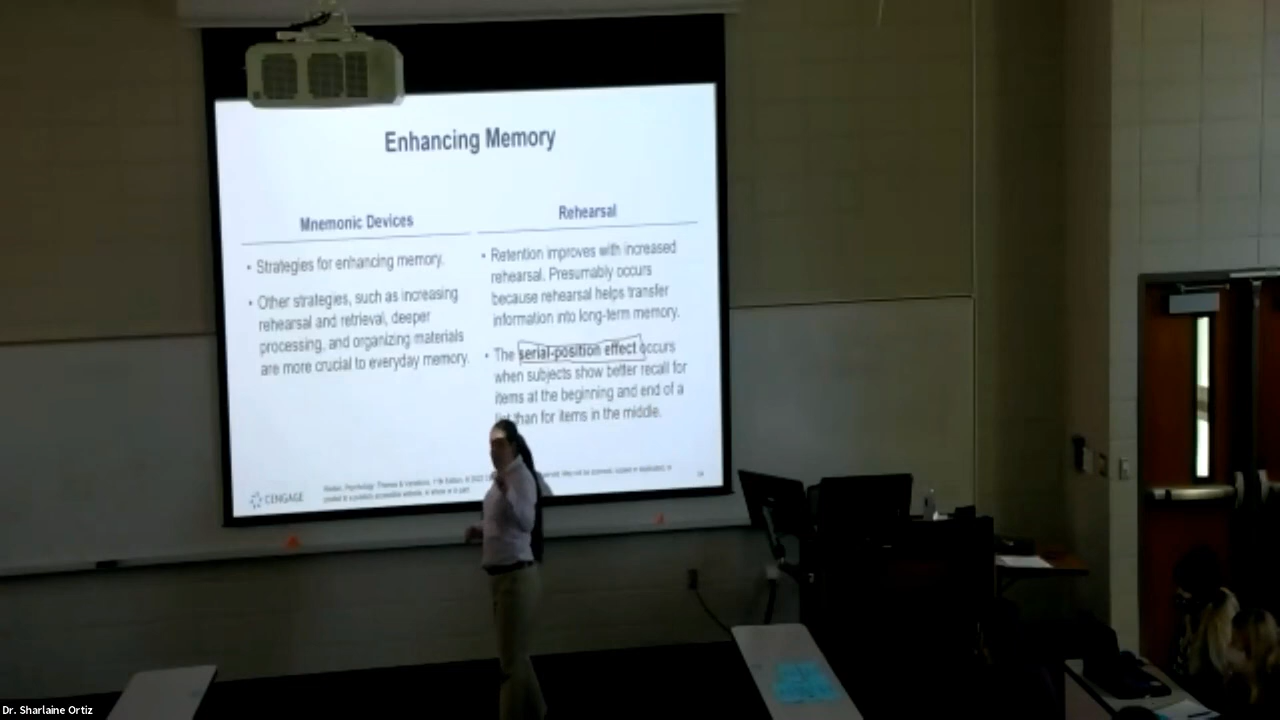 Enhancing Memory
Mnemonic Devices
• Strategies for enhancing memory.
• Other strategies, such as increasing
rehearsal and retrieval, deeper
processing, and organizing materials
are more crucial to everyday memory.
Rehearsal
• Retention improves with increased
rehearsal. Presumably occurs
because rehearsal helps transfer
information into long-term memory.
• The serial-position effect occurs
when subjects show better recall for
items at the beginning and end of a
list than for items in the middle.
CENGAGE
Dr. Sharlaine Ortiz